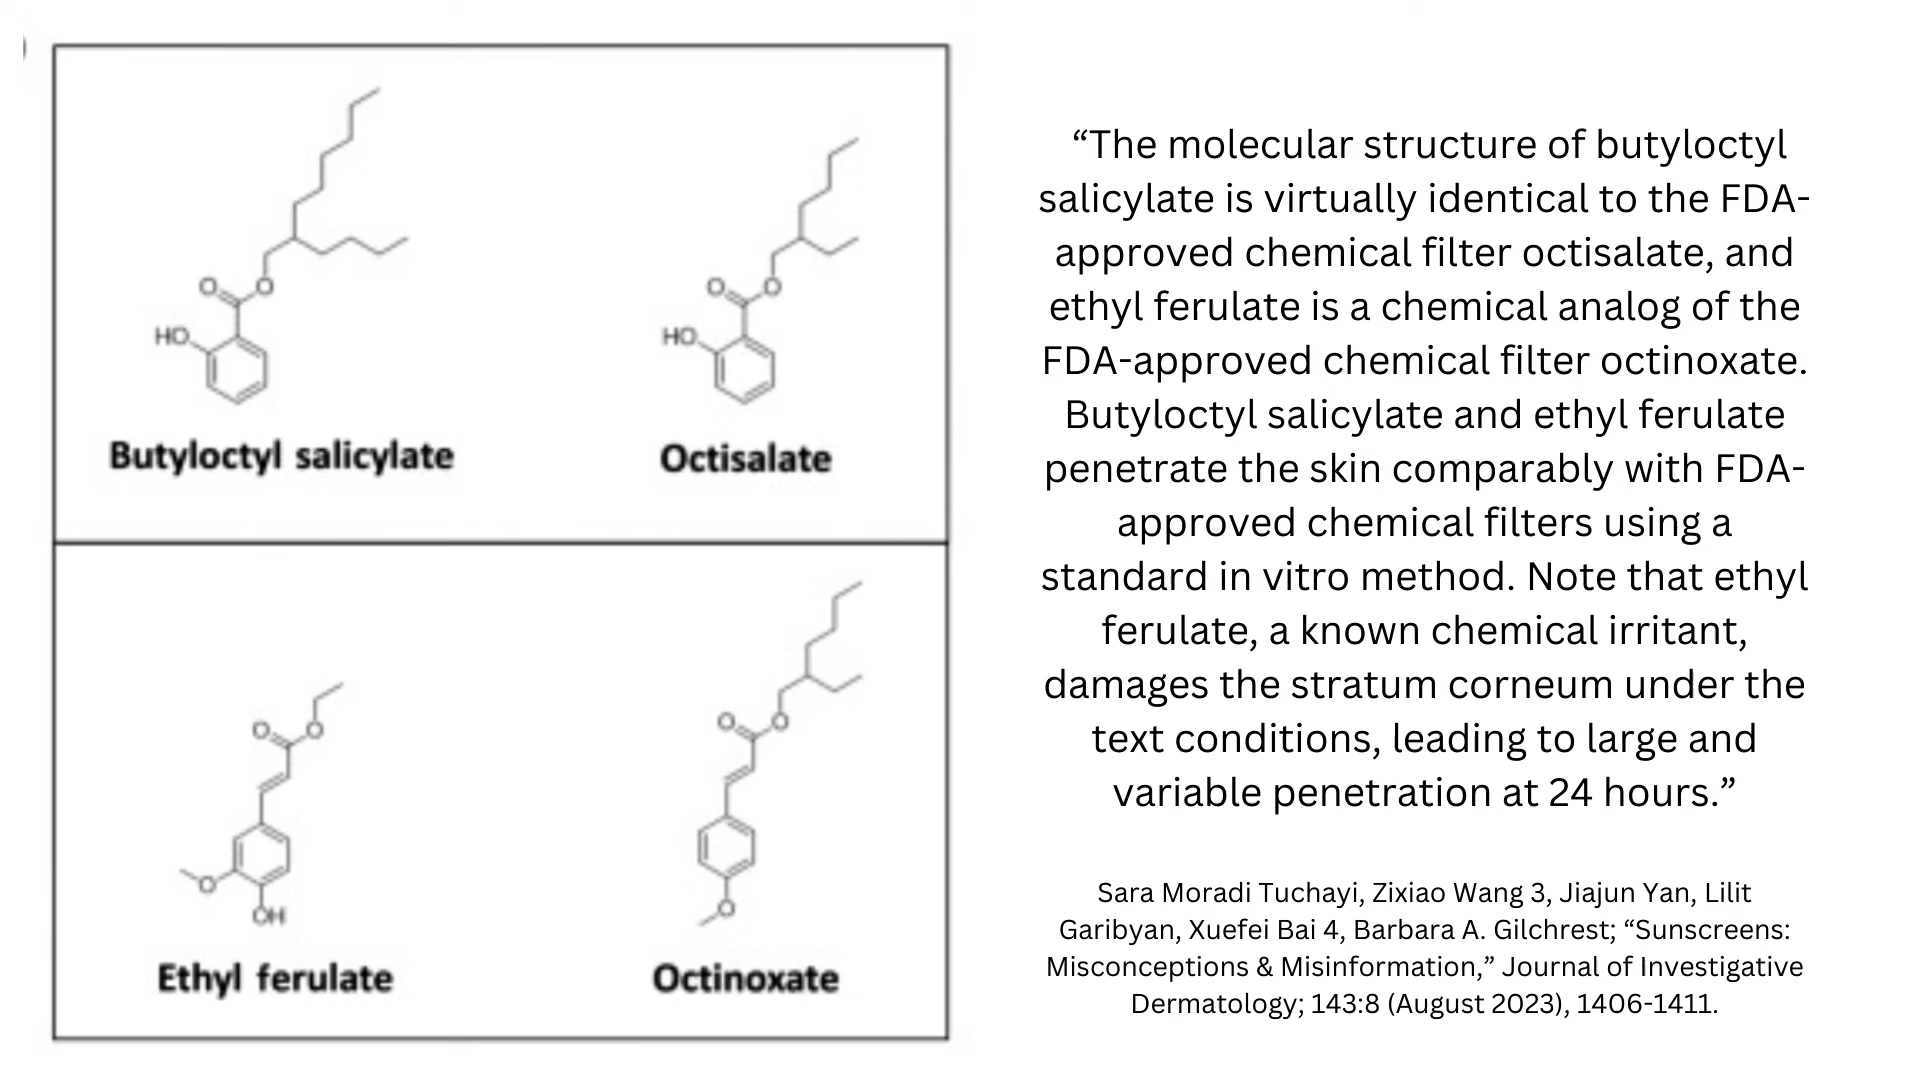 HO
O
O
Butyloctyl salicylate
HO
O
O
Octisalate
O
O
O
OH
Ethyl ferulate
O
O
O
Octinoxate
“The molecular structure of butyloctyl
salicylate is virtually identical to the FDA-
approved chemical filter octisalate, and
ethyl ferulate is a chemical analog of the
FDA-approved chemical filter octinoxate.
Butyloctyl salicylate and ethyl ferulate
penetrate the skin comparably with FDA-
approved chemical filters using a
standard in vitro method. Note that ethyl
ferulate, a known chemical irritant,
damages the stratum corneum under the
text conditions, leading to large and
variable penetration at 24 hours.”
Sara Moradi Tuchayi, Zixiao Wang 3, Jiajun Yan, Lilit
Garibyan, Xuefei Bai 4, Barbara A. Gilchrest; “Sunscreens:
Misconceptions & Misinformation,” Journal of Investigative
Dermatology; 143:8 (August 2023), 1406-1411.